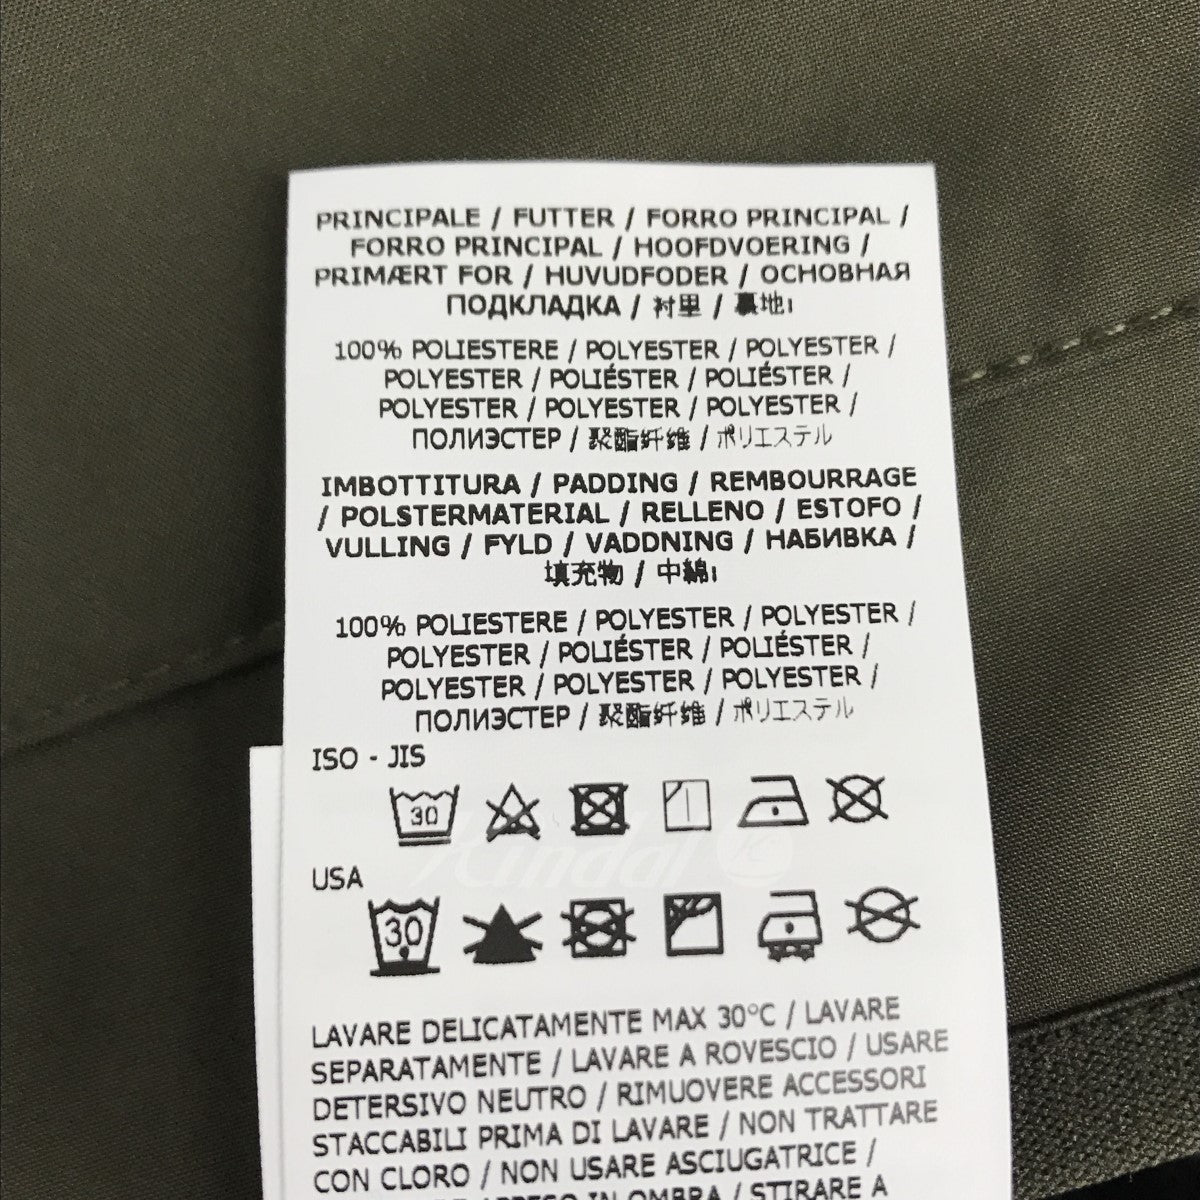 PRINCIPALE / FUTTER / FORRO PRINCIPAL /
FORRO PRINCIPAL / HOOFDVOERING /
PRIMÆRT FOR / HUVUDFODER / ОСНОВНАЯ
ПОДКЛАДКА / 衬里 / 裏地:
100% POLIESTERE / POLYESTER / POLYESTER /
POLYESTER / POLIÉSTER / POLIÉSTER /
POLYESTER / POLYESTER / POLYESTER /
ПОЛИЭСТЕР / 聚酯纤维 / ポリエステル
IMBOTTITURA / PADDING / REMBOURRAGE
/ POLSTERMATERIAL / RELLENO / ESTOFO /
VULLING / FYLD / VADDNING / НАБИВКА /
填充物 / 中綿:
100% POLIESTERE / POLYESTER / POLYESTER /
POLYESTER / POLIÉSTER / POLIÉSTER /
POLYESTER / POLYESTER / POLYESTER /
ПОЛИЭСТЕР / 聚酯纤维 / ポリエステル
ISO - JIS
30
Kindal
USA
30
LAVARE DELICATAMENTE MAX 30°C / LAVARE
SEPARATAMENTE / LAVARE A ROVESCIO / USARE
DETERSIVO NEUTRO / RIMUOVERE ACCESSORI
STACCABILI PRIMA DI LAVARE / NON TRATTARE
CON CLORO / NON USARE ASCIUGATRICE /
APPESO IN OMBRA / STIRARE A